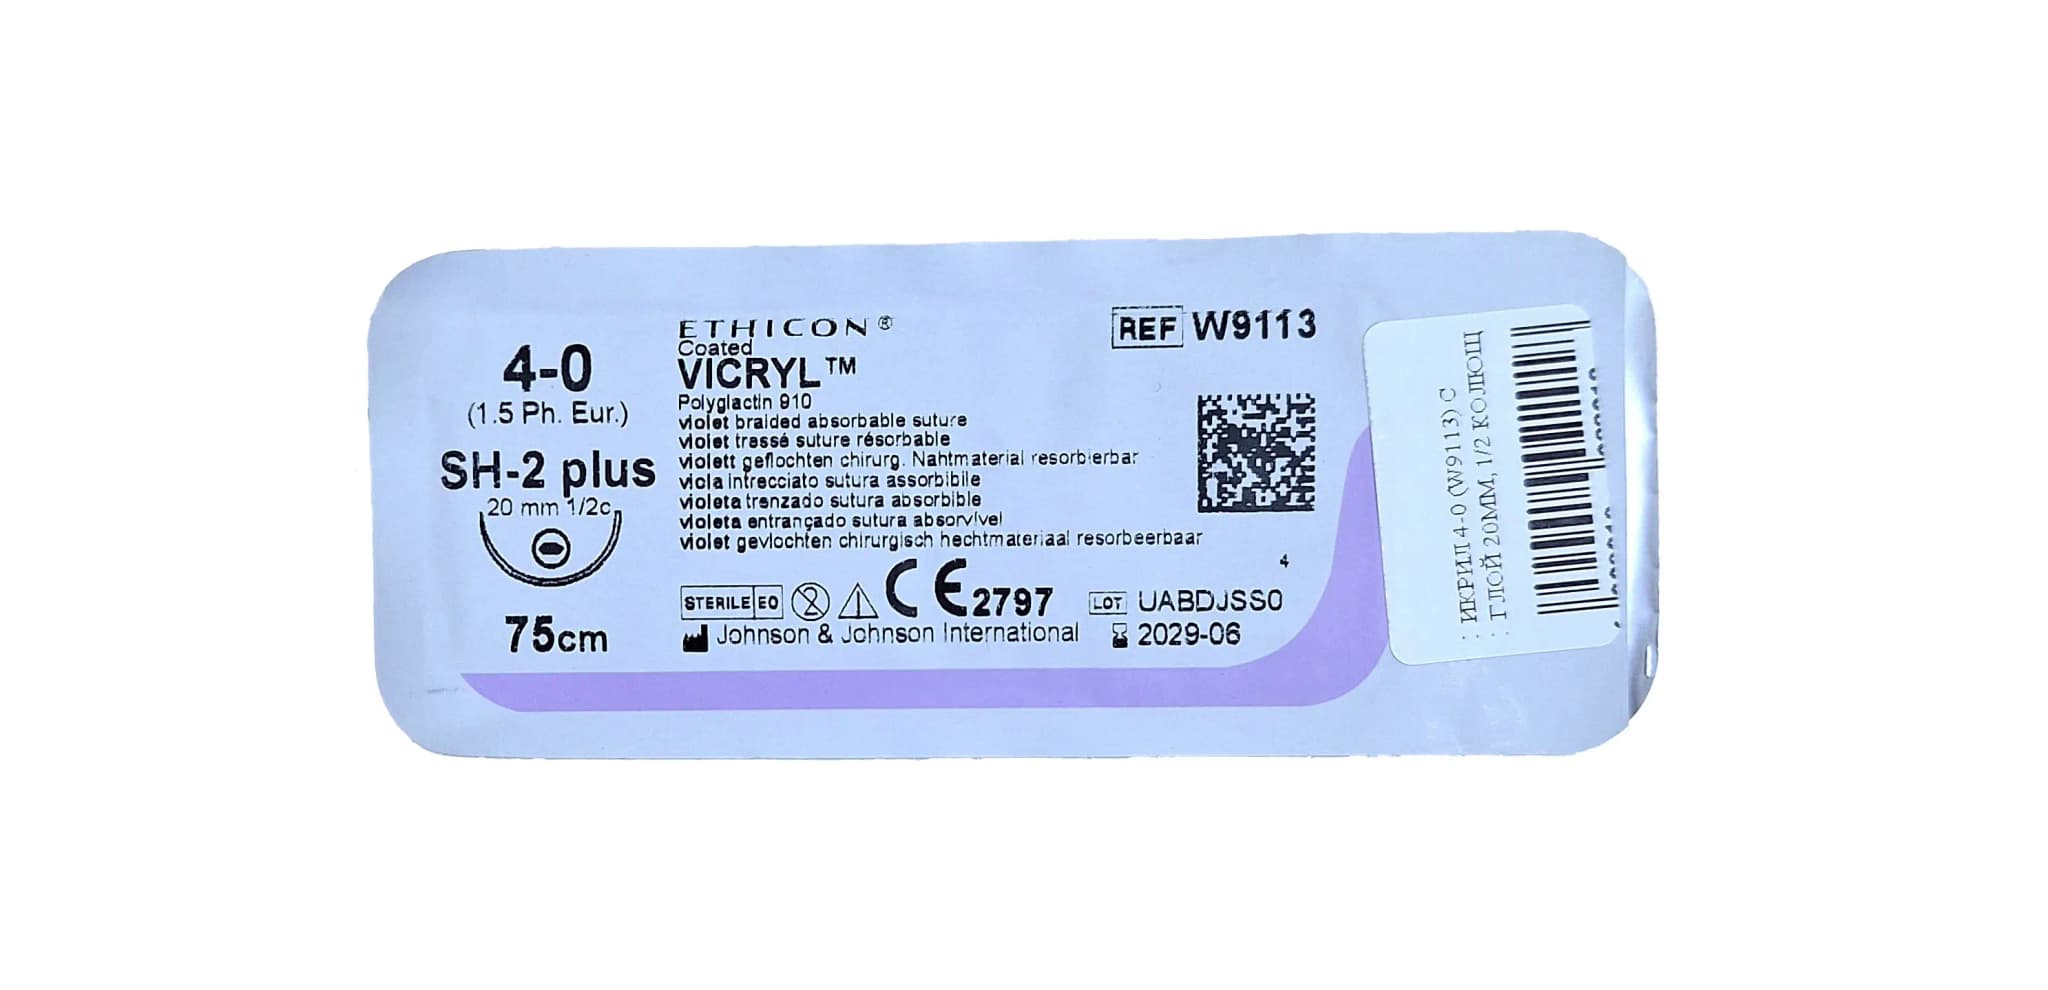 4-0
(1.5 Ph. Eur.)
SH-2 plus
20 mm 1/2c
75cm
ETHICON®
Coated
VICRYL™
Polyglactin 910
violet braided absorbable suture
violet tressé suture résorbable
violett geflochten chirurg. Nahtmaterial resorbierbar
viola intrecciato sutura assorbibile
violeta trenzado sutura absorbible
violeta entrançado sutura absorvível
violet gevlochten chirurgisch hechtmateriaal resorbeerbaar
STERILE EO
2
CE 2797
Johnson & Johnson International
REF W9113
4
LOT UABDJSS0
2029-06
ИКРИЛ 4-0 (W9113) С
ГЛОЙ 20ММ, 1/2 КОЛЮЩ